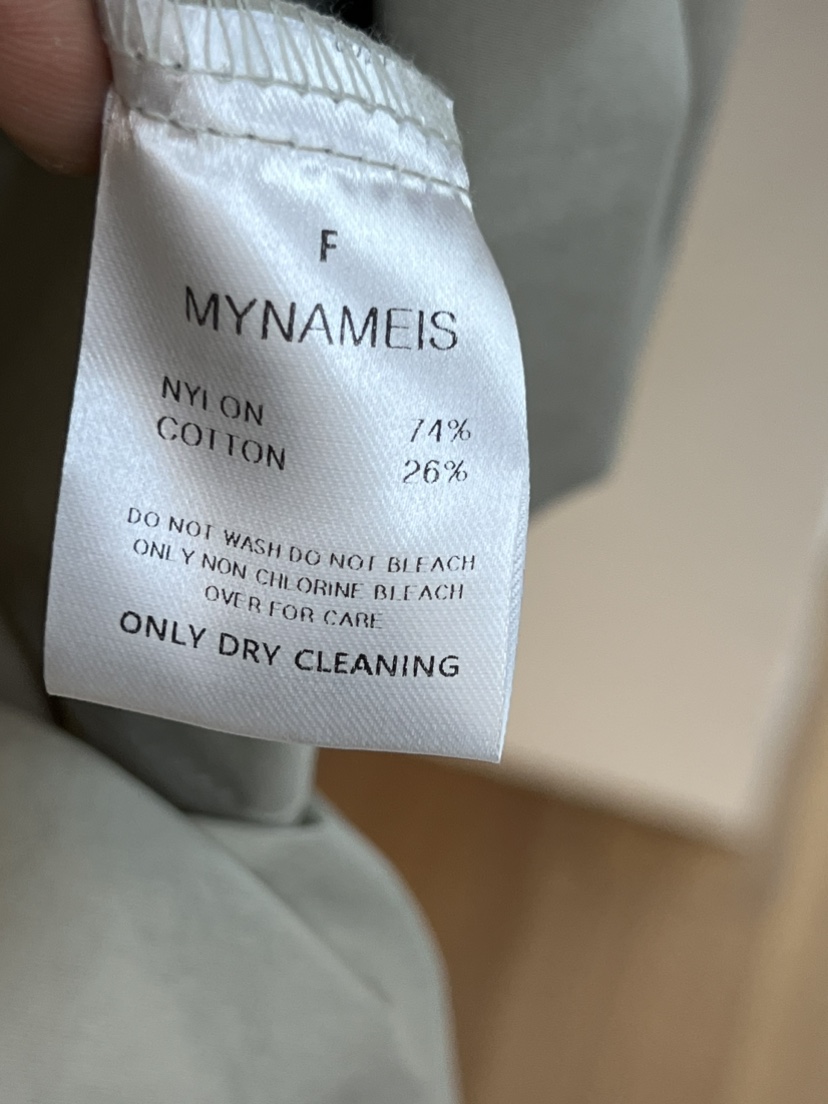 F
MYNAMEIS
NYLON 74%
COTTON 26%
DO NOT WASH DO NOT BLEACH
ONLY NON CHLORINE BLEACH
OVER FOR CARE
ONLY DRY CLEANING